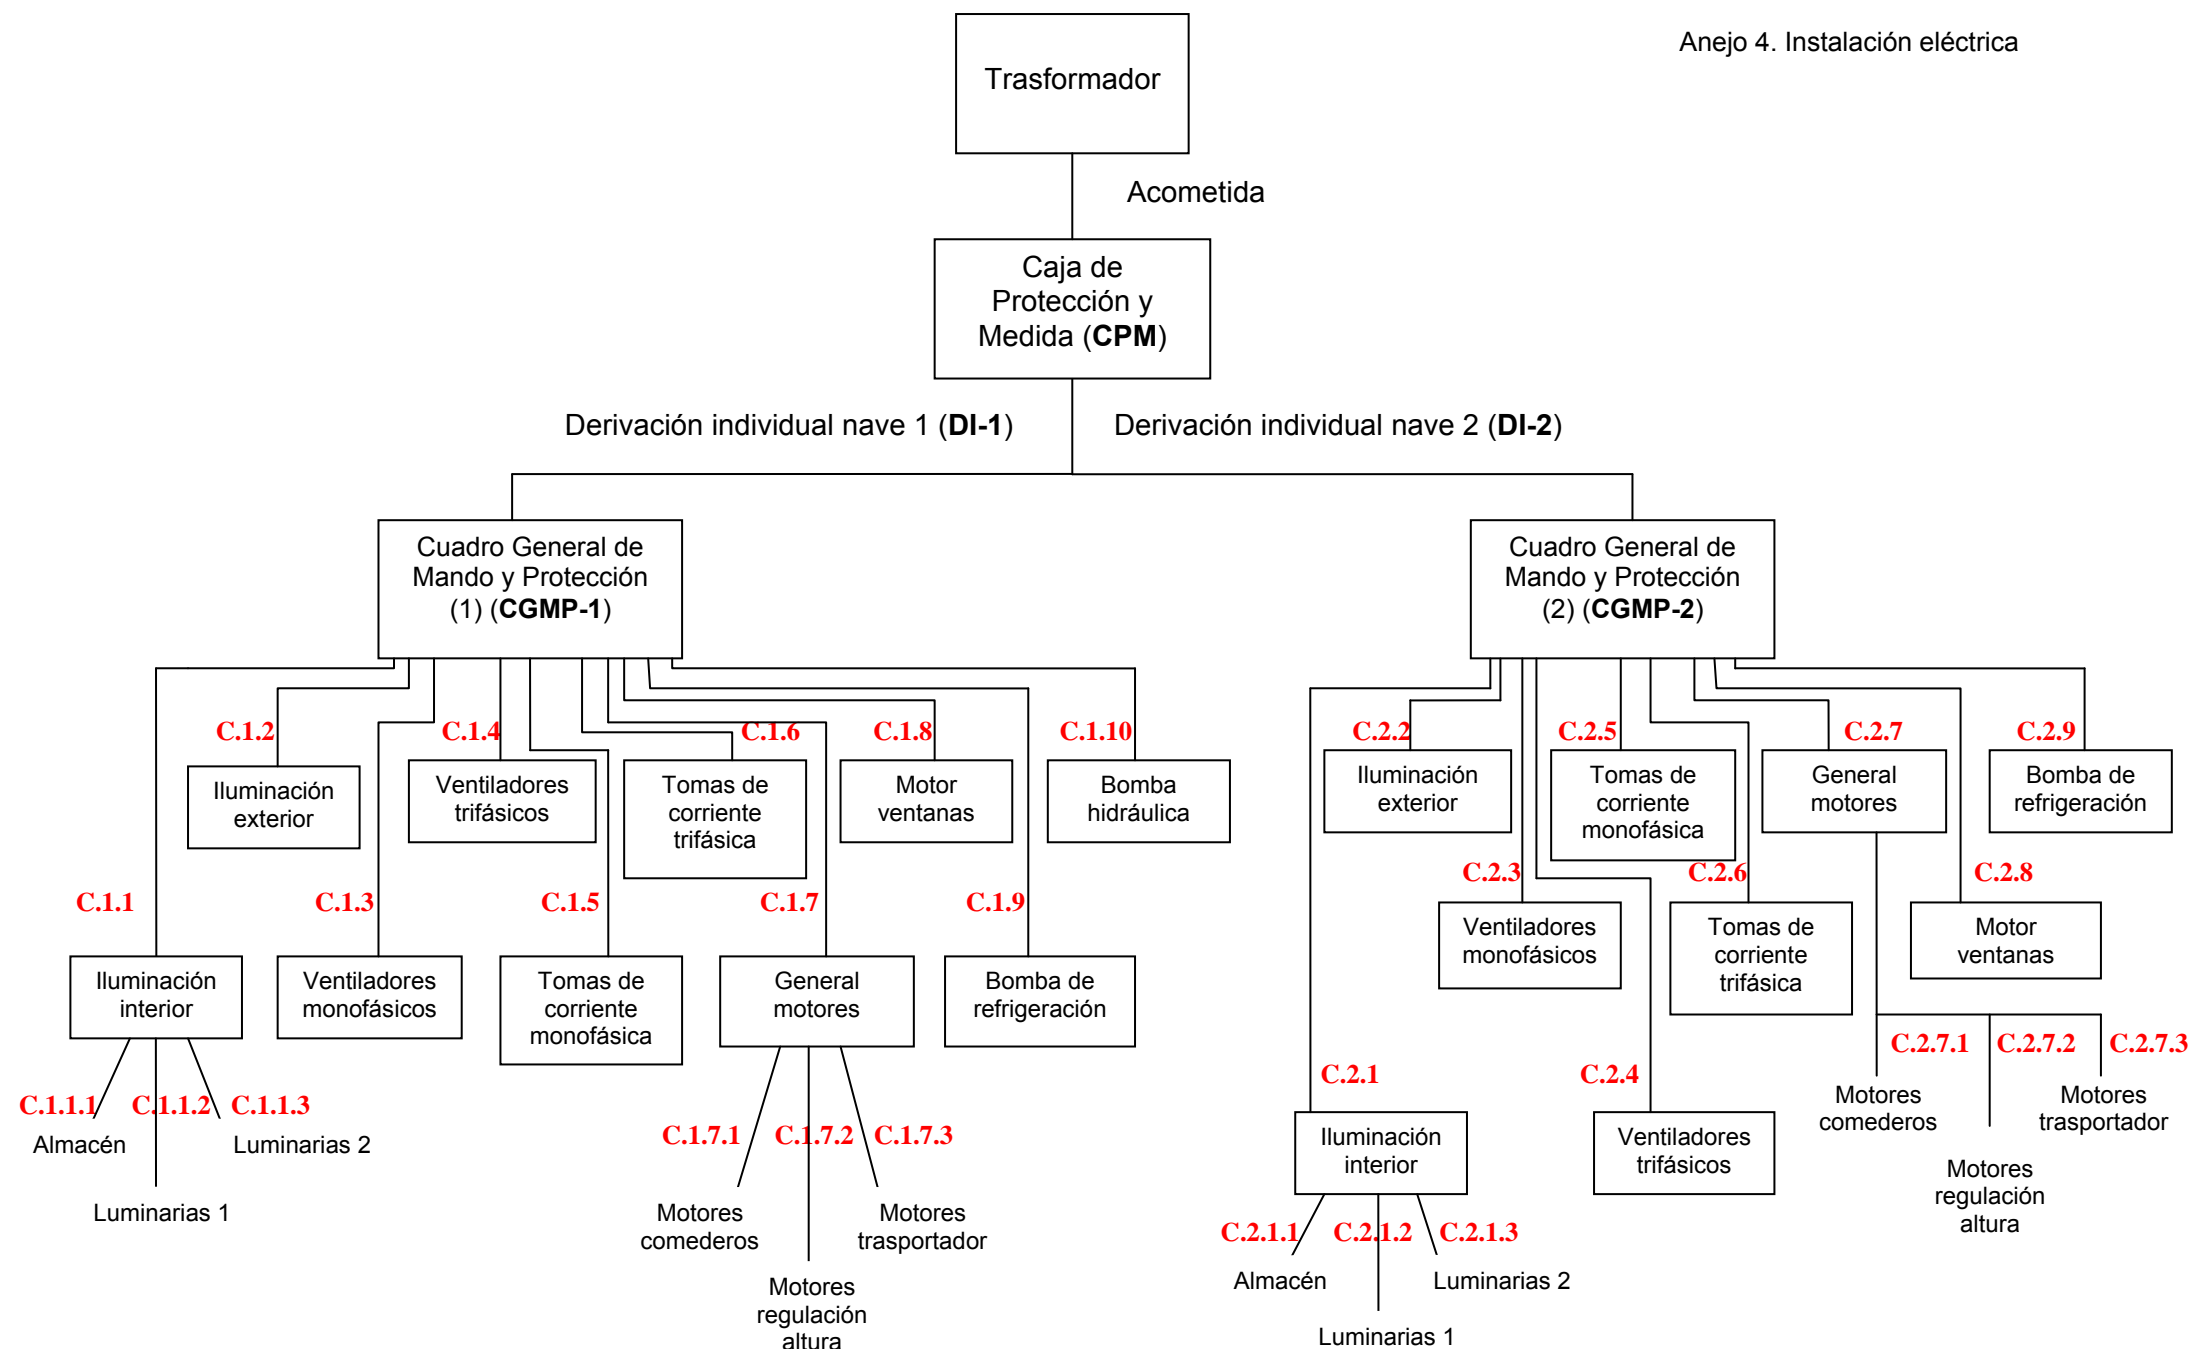 Anejo 4. Instalación eléctrica
Trasformador
Acometida
Caja de
Protección y
Medida (CPM)
Derivación individual nave 1 (DI-1)
Derivación individual nave 2 (DI-2)
Cuadro General de
Mando y Protección
(1) (CGMP-1)
Cuadro General de
Mando y Protección
(2) (CGMP-2)
C.1.2
C.1.4
C.1.6
C.1.8
C.1.10
Iluminación
exterior
Ventiladores
trifásicos
Tomas de
corriente
trifásica
Motor
ventanas
Bomba
hidráulica
C.1.1
C.1.3
C.1.5
C.1.7
C.1.9
Iluminación
interior
Ventiladores
monofásicos
Tomas de
corriente
monofásica
General
motores
Bomba de
refrigeración
C.1.1.1
C.1.1.2
C.1.1.3
Almacén
Luminarias 2
Luminarias 1
C.1.7.1
C.1.7.2
C.1.7.3
Motores
comederos
Motores
trasportador
Motores
regulación
altura
C.2.2
C.2.5
C.2.7
C.2.9
Iluminación
exterior
Tomas de
corriente
monofásica
General
motores
Bomba de
refrigeración
C.2.3
C.2.6
C.2.8
Ventiladores
monofásicos
Tomas de
corriente
trifásica
Motor
ventanas
C.2.7.1
C.2.7.2
C.2.7.3
Motores
comederos
Motores
trasportador
Motores
regulación
altura
C.2.1
C.2.4
Iluminación
interior
Ventiladores
trifásicos
C.2.1.1
C.2.1.2
C.2.1.3
Almacén
Luminarias 2
Luminarias 1